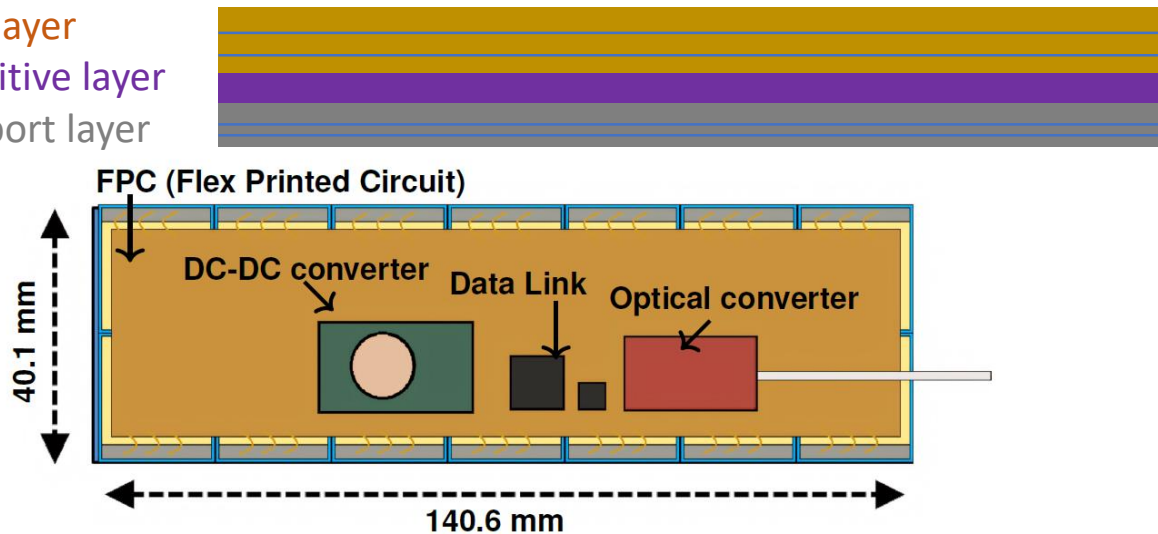 ayer
itive layer
port layer
FPC (Flex Printed Circuit)
DC-DC converter
Data Link
Optical converter
40.1 mm
140.6 mm